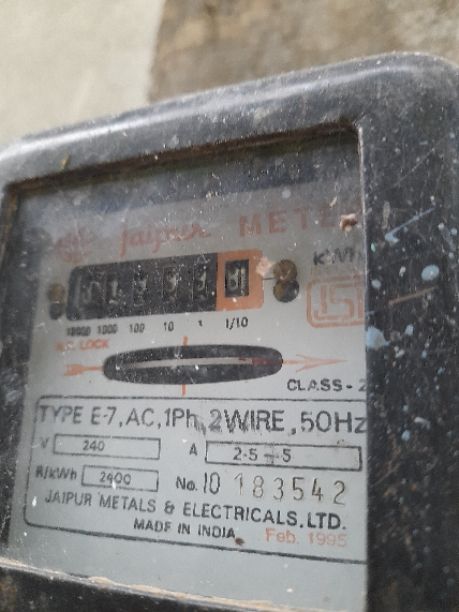 Jaipur METE
KWh
10000 1000 100 10 1 1/10
LOCK
CLASS-2
TYPE E-7, AC, 1Ph, 2WIRE, 50Hz
V 240 A 2·5 – 5
R/kWh 2400 No. 10 183542
JAIPUR METALS & ELECTRICALS. LTD.
MADE IN INDIA. Feb. 1995